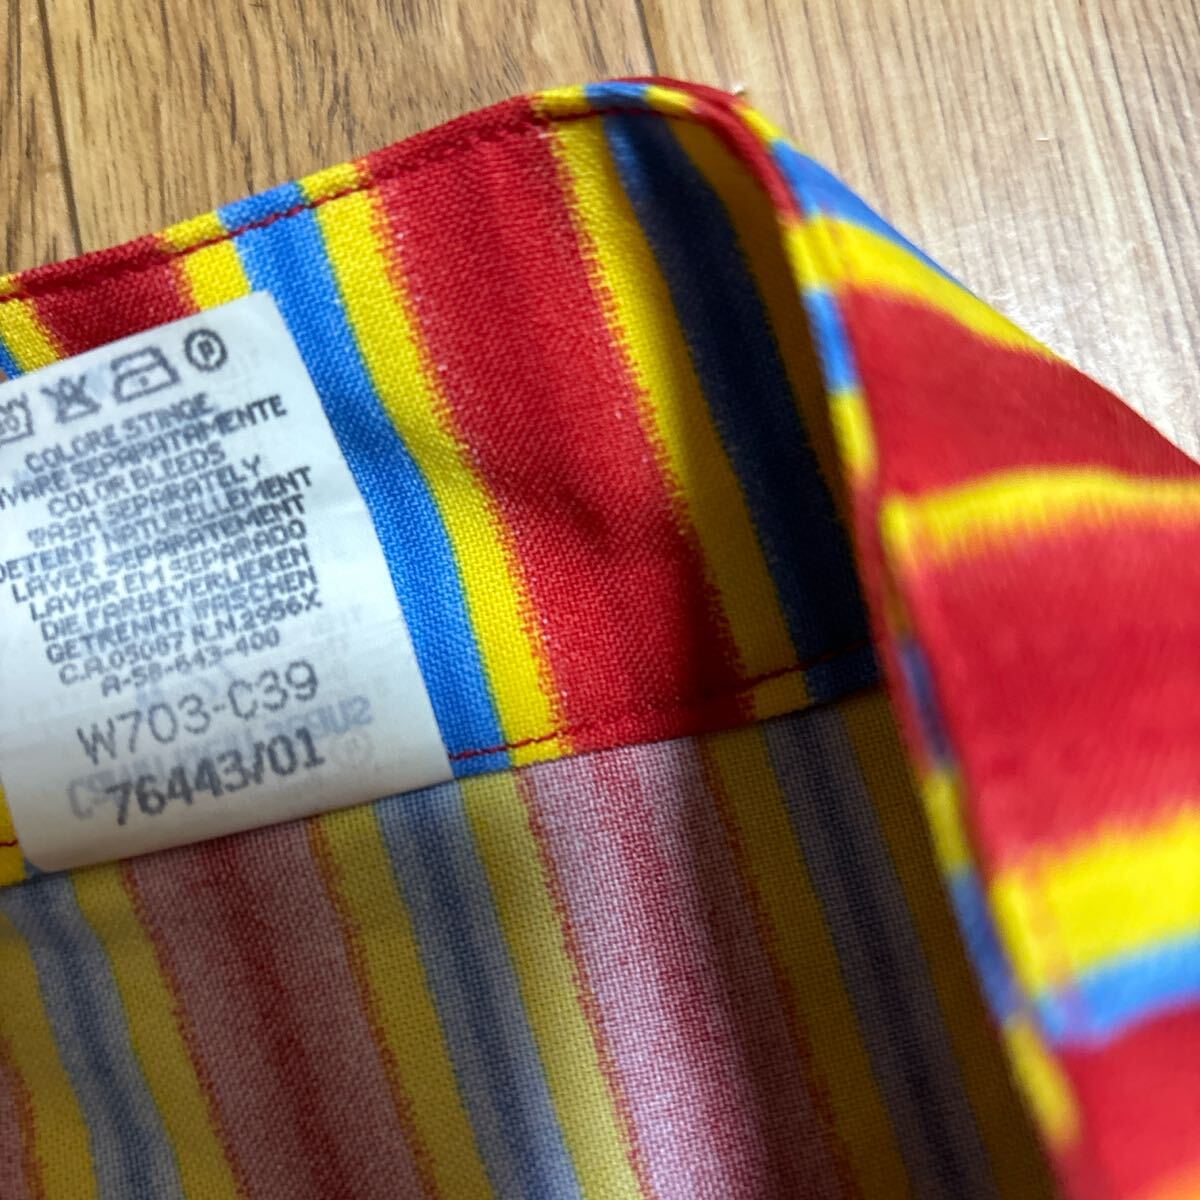 P
COLORE STINGE
LAVARE SEPARATAMENTE
COLOR BLEEDS
WASH SEPARATELY
DETEINT NATURELLEMENT
LAVER SEPAREMENT
LAVAR EM SEPARADO
DIE FARBE VERLIEREN
GETRENNT WASCHEN
C.A.05087 R.N.2956X
A-58-643-400
W703-C39
76443/01